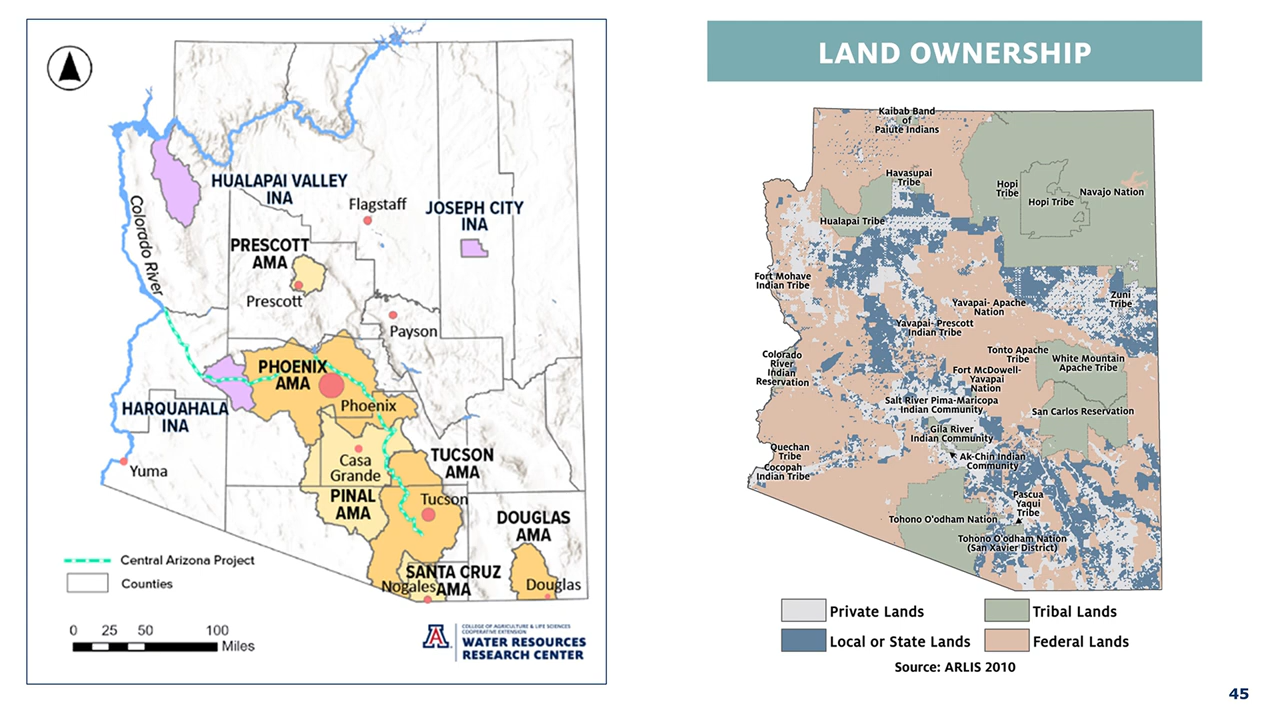 HUALAPAI VALLEY
INA
Flagstaff
JOSEPH CITY
INA
Colorado River
PRESCOTT
AMA
Prescott
Payson
PHOENIX
AMA
Phoenix
HARQUAHALA
INA
Yuma
Casa
Grande
TUCSON
AMA
PINAL
AMA
Tucson
DOUGLAS
AMA
SANTA CRUZ
AMA
Nogales
Douglas
Central Arizona Project
Counties
0 25 50 100
Miles
A
COLLEGE OF AGRICULTURE & LIFE SCIENCES
COOPERATIVE EXTENSION
WATER RESOURCES
RESEARCH CENTER
LAND OWNERSHIP
Kaibab Band
of
Paiute Indians
Havasupai
Tribe
Hopi
Tribe
Hopi Tribe
Navajo Nation
Hualapai Tribe
Fort Mohave
Indian Tribe
Zuni
Tribe
Yavapai- Apache
Nation
Yavapai- Prescott
Indian Tribe
Colorado
River
Indian
Reservation
Tonto Apache
Tribe
White Mountain
Apache Tribe
Fort McDowell-
Yavapai
Nation
Salt River Pima-Maricopa
Indian Community
San Carlos Reservation
Gila River
Indian Community
Quechan
Tribe
Cocopah
Indian Tribe
Ak-Chin Indian
Community
Pascua
Yaqui
Tribe
Tohono O'odham Nation
Tohono O'odham Nation
(San Xavier District)
Private Lands
Tribal Lands
Local or State Lands
Federal Lands
Source: ARLIS 2010
45